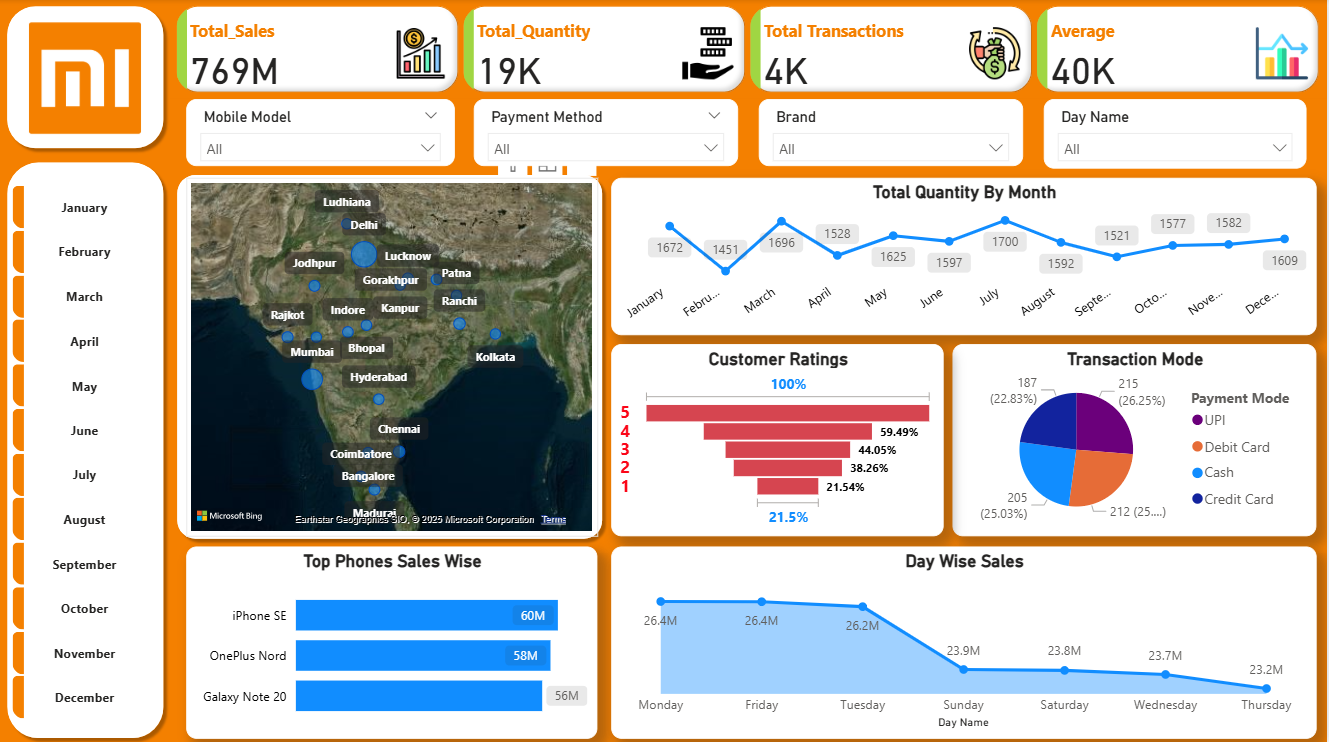 mi
Total_Sales
769M
Total_Quantity
19K
Total Transactions
4K
Average
40K
Mobile Model
All
Payment Method
All
Brand
All
Day Name
All
January
February
March
April
May
June
July
August
September
October
November
December
Ludhiana
Delhi
Lucknow
Jodhpur
Gorakhpur
Patna
Ranchi
Kanpur
Indore
Rajkot
Bhopal
Mumbai
Kolkata
Hyderabad
Chennai
Coimbatore
Bangalore
Madurai
Microsoft Bing
Earthstar Geographics SIO, © 2025 Microsoft Corporation Terms
Total Quantity By Month
1672
1451
1696
1528
1625
1597
1700
1592
1521
1577
1582
1609
January
Febru...
March
April
May
June
July
August
Septe...
Octo...
Nove...
Dece...
Customer Ratings
100%
5
4 59.49%
3 44.05%
2 38.26%
1 21.54%
21.5%
Transaction Mode
187
(22.83%)
215
(26.25%)
205
(25.03%)
212 (25....)
Payment Mode
UPI
Debit Card
Cash
Credit Card
Top Phones Sales Wise
iPhone SE 60M
OnePlus Nord 58M
Galaxy Note 20 56M
Day Wise Sales
26.4M
26.4M
26.2M
23.9M
23.8M
23.7M
23.2M
Monday
Friday
Tuesday
Sunday
Saturday
Wednesday
Thursday
Day Name